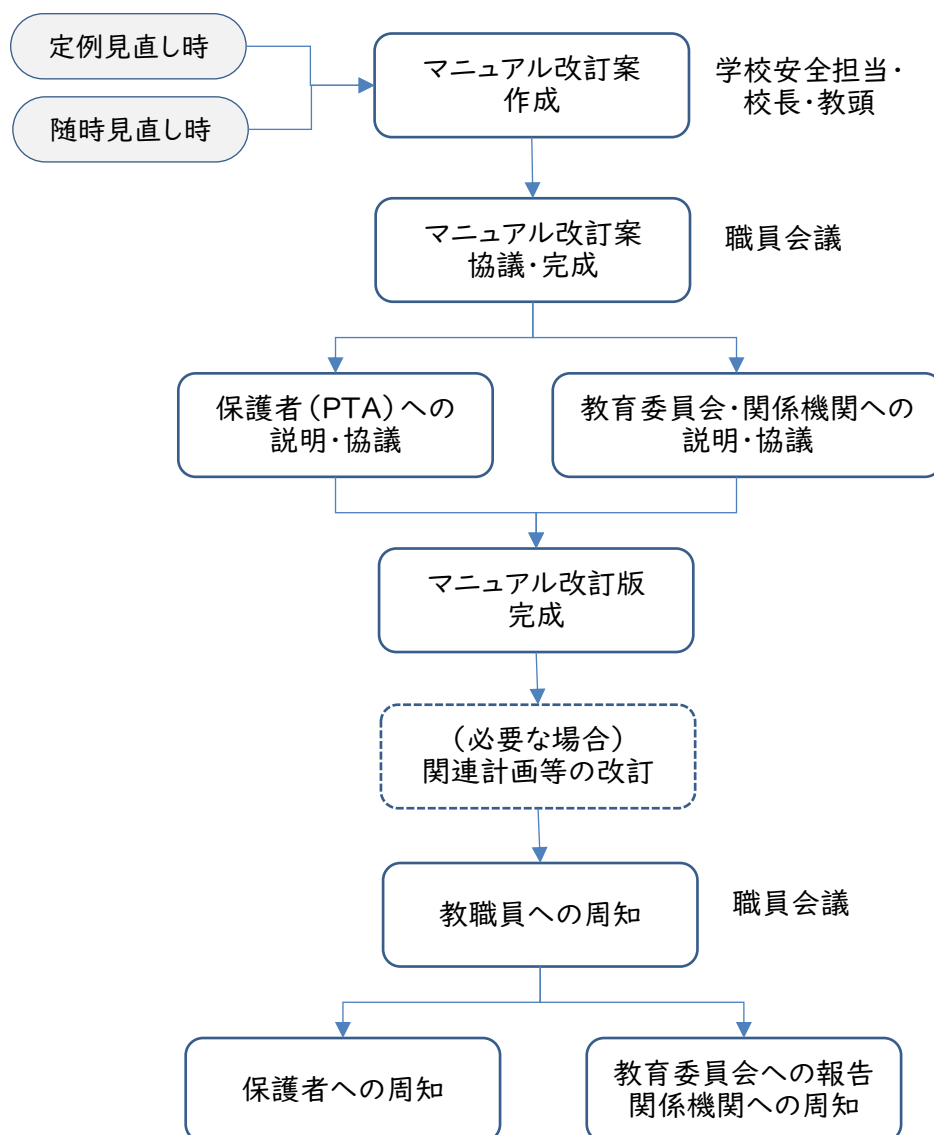 定例見直し時
随時見直し時
マニュアル改訂案
作成
学校安全担当・
校長・教頭
マニュアル改訂案
協議・完成
職員会議
保護者(PTA)への
説明・協議
教育委員会・関係機関への
説明・協議
マニュアル改訂版
完成
(必要な場合)
関連計画等の改訂
教職員への周知
職員会議
保護者への周知
教育委員会への報告
関係機関への周知